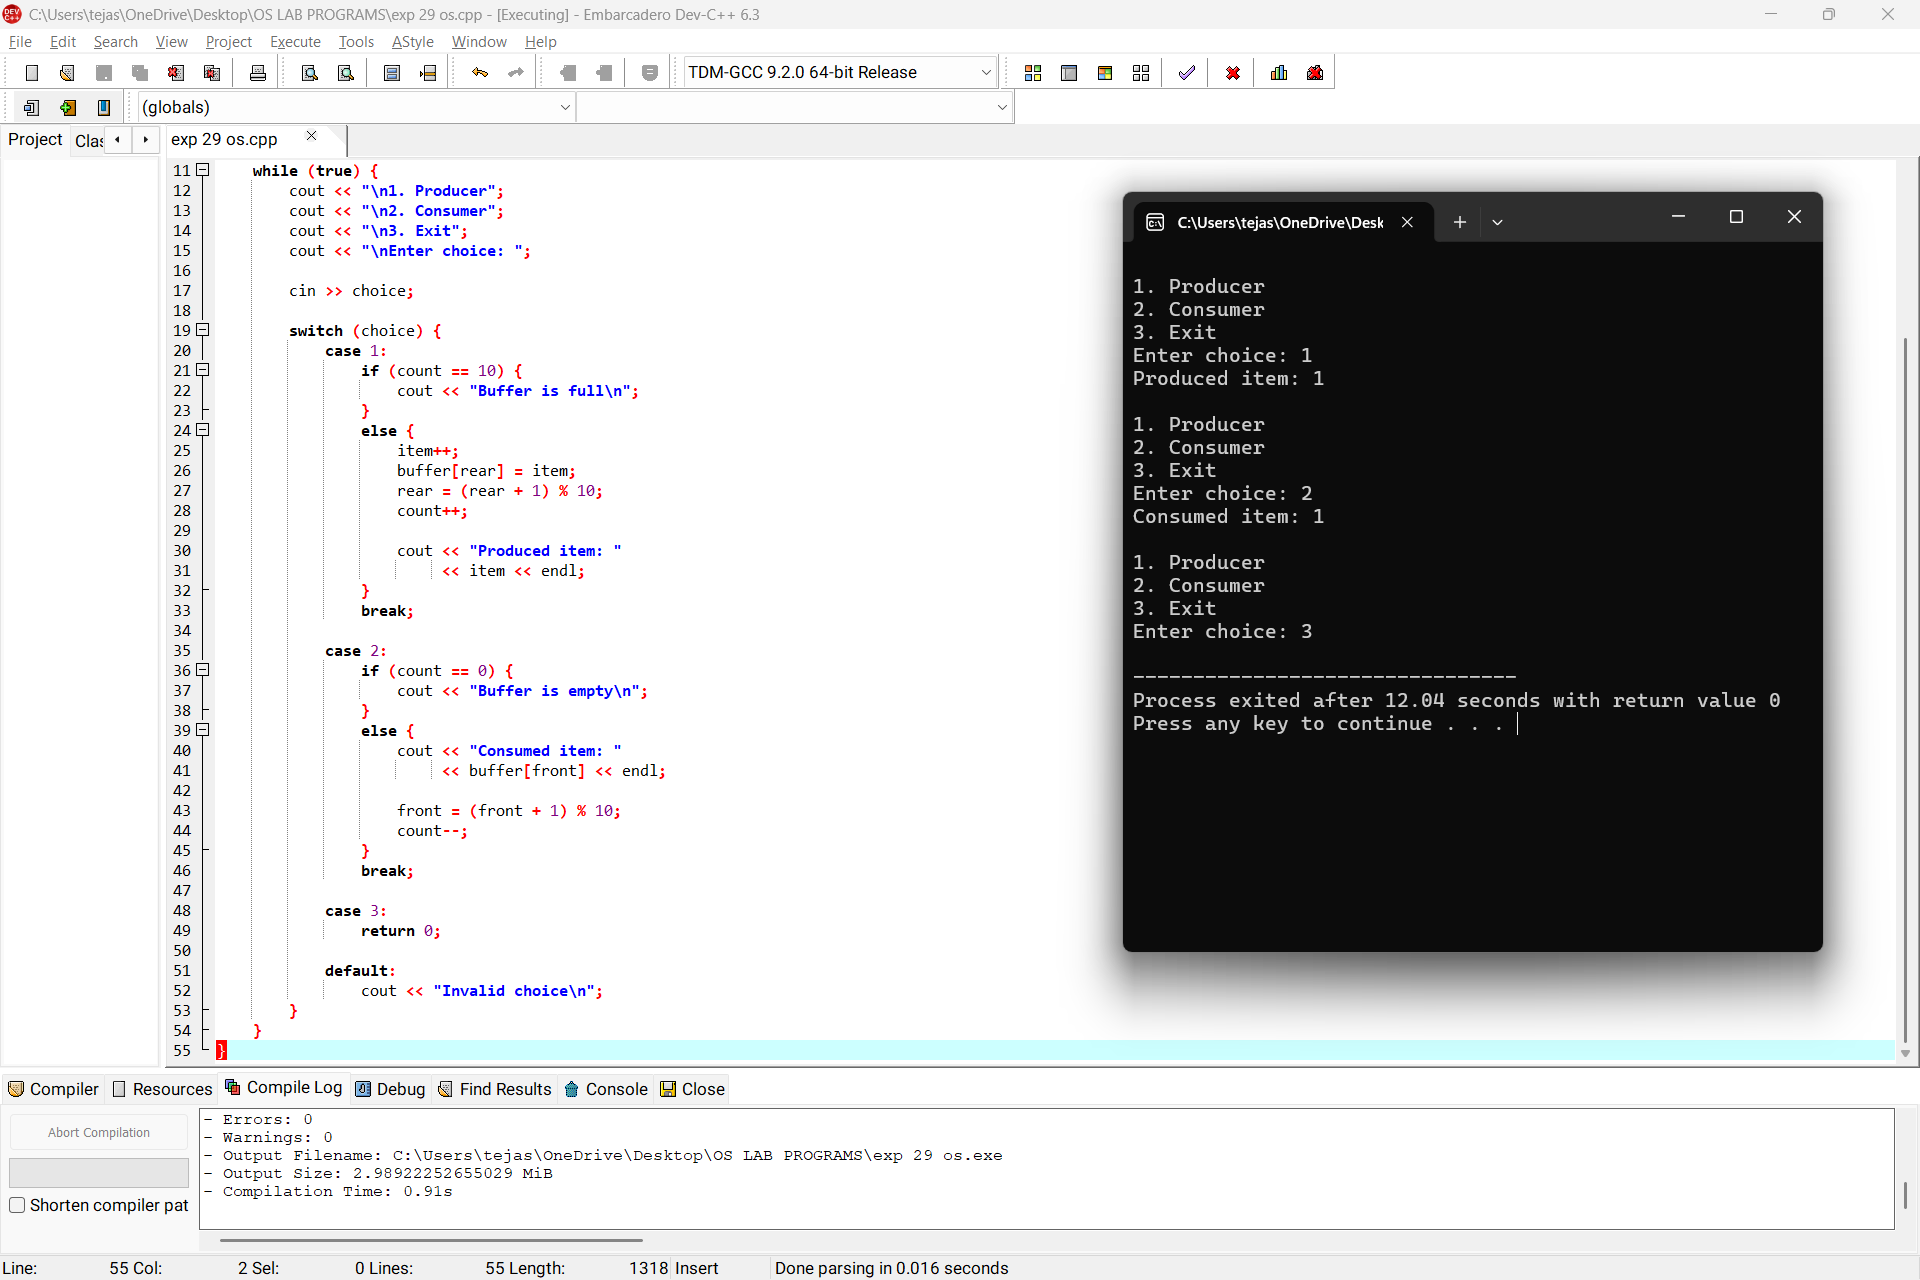 C:\Users\tejas\OneDrive\Desktop\OS LAB PROGRAMS\exp 29 os.cpp - [Executing] - Embarcadero Dev-C++ 6.3
File Edit Search View Project Execute Tools AStyle Window Help
TDM-GCC 9.2.0 64-bit Release
(globals)
Project Clas exp 29 os.cpp
11 while (true) {
12 cout << "\n1. Producer";
13 cout << "\n2. Consumer";
14 cout << "\n3. Exit";
15 cout << "\nEnter choice: ";
16
17 cin >> choice;
18
19 switch (choice) {
20 case 1:
21 if (count == 10) {
22 cout << "Buffer is full\n";
23 }
24 else {
25 item++;
26 buffer[rear] = item;
27 rear = (rear + 1) % 10;
28 count++;
29
30 cout << "Produced item: "
31 << item << endl;
32 }
33 break;
34
35 case 2:
36 if (count == 0) {
37 cout << "Buffer is empty\n";
38 }
39 else {
40 cout << "Consumed item: "
41 << buffer[front] << endl;
42
43 front = (front + 1) % 10;
44 count--;
45 }
46 break;
47
48 case 3:
49 return 0;
50
51 default:
52 cout << "Invalid choice\n";
53 }
54 }
55 }
C:\Users\tejas\OneDrive\Desk
1. Producer
2. Consumer
3. Exit
Enter choice: 1
Produced item: 1
1. Producer
2. Consumer
3. Exit
Enter choice: 2
Consumed item: 1
1. Producer
2. Consumer
3. Exit
Enter choice: 3
--------------------------------
Process exited after 12.04 seconds with return value 0
Press any key to continue . . .
Compiler Resources Compile Log Debug Find Results Console Close
Abort Compilation
Shorten compiler pat
- Errors: 0
- Warnings: 0
- Output Filename: C:\Users\tejas\OneDrive\Desktop\OS LAB PROGRAMS\exp 29 os.exe
- Output Size: 2.98922252655029 MiB
- Compilation Time: 0.91s
Line: 55 Col: 2 Sel: 0 Lines: 55 Length: 1318 Insert Done parsing in 0.016 seconds